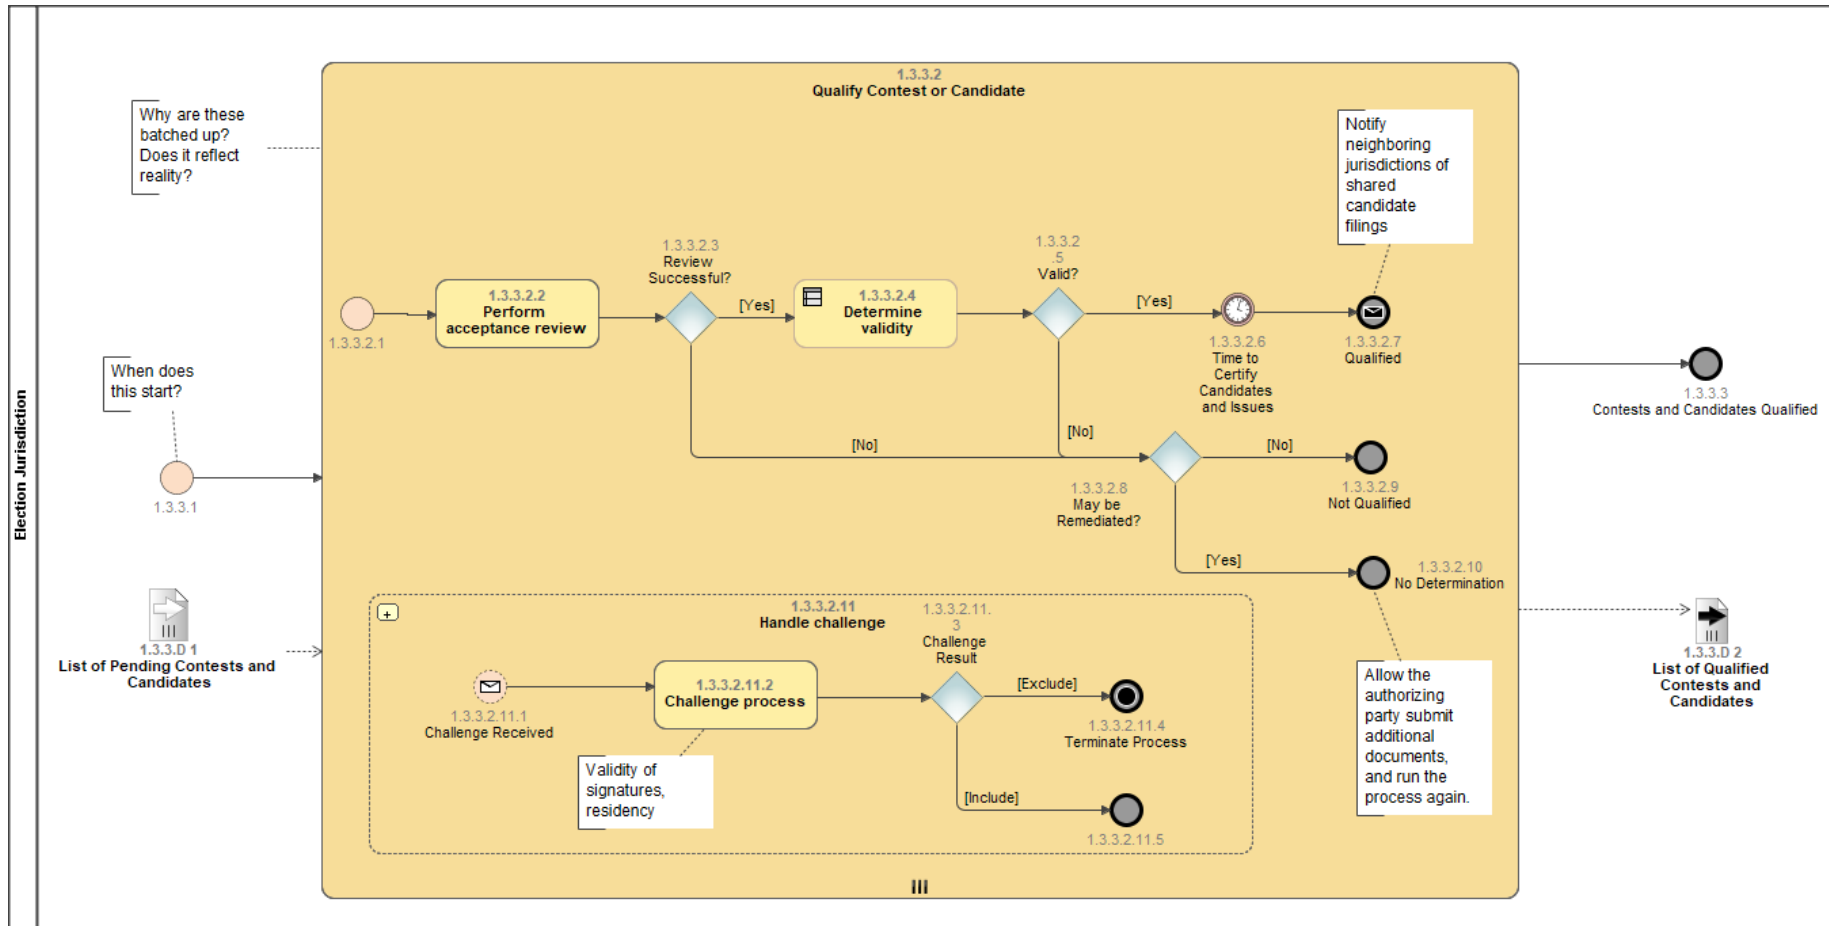 Election Jurisdiction
1.3.3.2
Qualify Contest or Candidate
Why are these
batched up?
Does it reflect
reality?
Notify
neighboring
jurisdictions of
shared
candidate
filings
1.3.3.2.1
1.3.3.2.2
Perform
acceptance review
1.3.3.2.3
Review
Successful?
[Yes]
1.3.3.2.4
Determine
validity
1.3.3.2
.5
Valid?
[Yes]
1.3.3.2.6
Time to
Certify
Candidates
and Issues
1.3.3.2.7
Qualified
When does
this start?
1.3.3.1
1.3.3.3
Contests and Candidates Qualified
[No]
[No]
1.3.3.2.8
May be
Remediated?
[No]
1.3.3.2.9
Not Qualified
[Yes]
1.3.3.2.10
No Determination
1.3.3.D 1
List of Pending Contests and
Candidates
1.3.3.2.11
Handle challenge
1.3.3.2.11.1
Challenge Received
1.3.3.2.11.2
Challenge process
Validity of
signatures,
residency
1.3.3.2.11.
3
Challenge
Result
[Exclude]
1.3.3.2.11.4
Terminate Process
[Include]
1.3.3.2.11.5
Allow the
authorizing
party submit
additional
documents,
and run the
process again.
1.3.3.D 2
List of Qualified
Contests and
Candidates